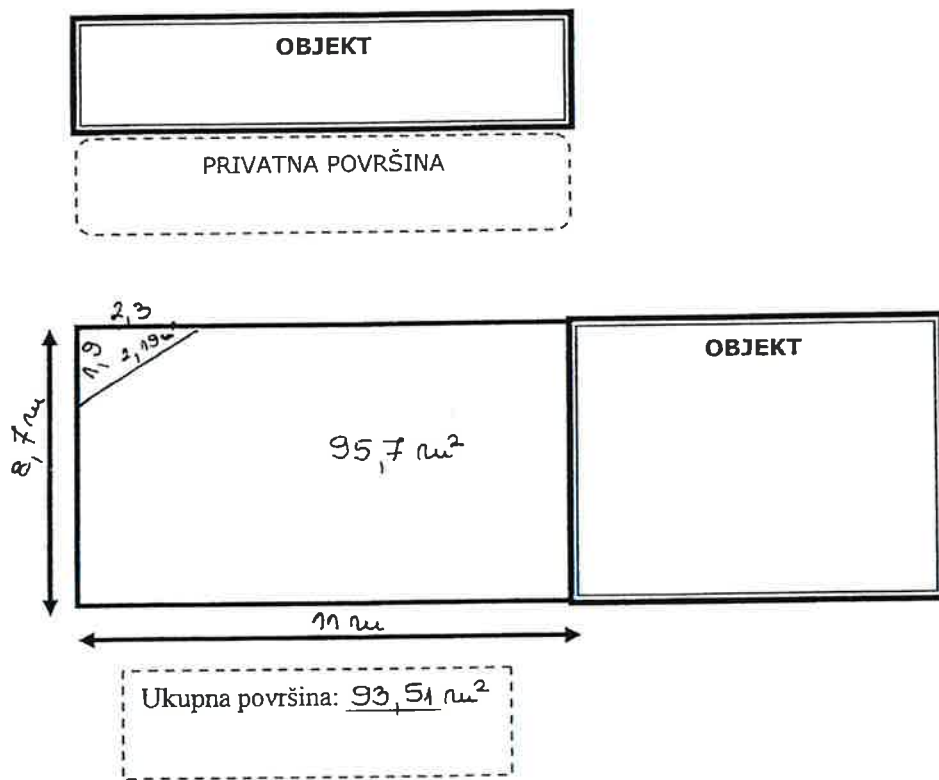 OBJEKT
PRIVATNA POVRŠINA
2,3
1,9
2,19m²
OBJEKT
8,7m
95,7 m²
11 m
Ukupna površina: 93,51 m²